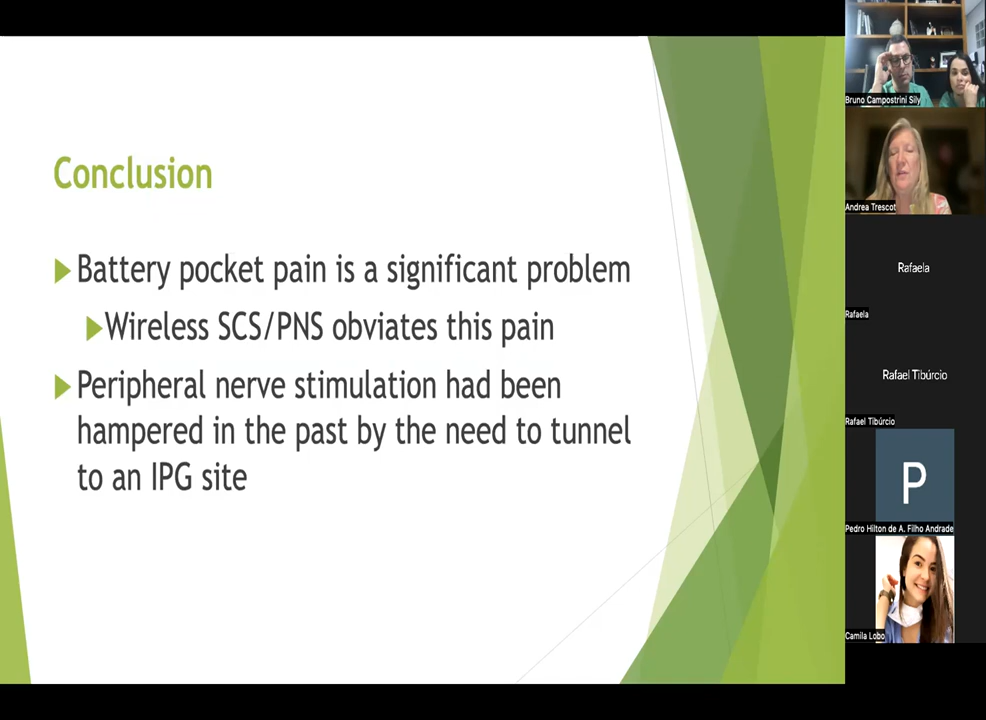 Conclusion
Battery pocket pain is a significant problem
Wireless SCS/PNS obviates this pain
Peripheral nerve stimulation had been
hampered in the past by the need to tunnel
to an IPG site
Bruno Campostrini Sily
Andrea Trescot
Rafaela
Rafaela
Rafael Tibúrcio
Rafael Tibúrcio
P
Pedro Hilton de A. Filho Andrade
Camila Lobo